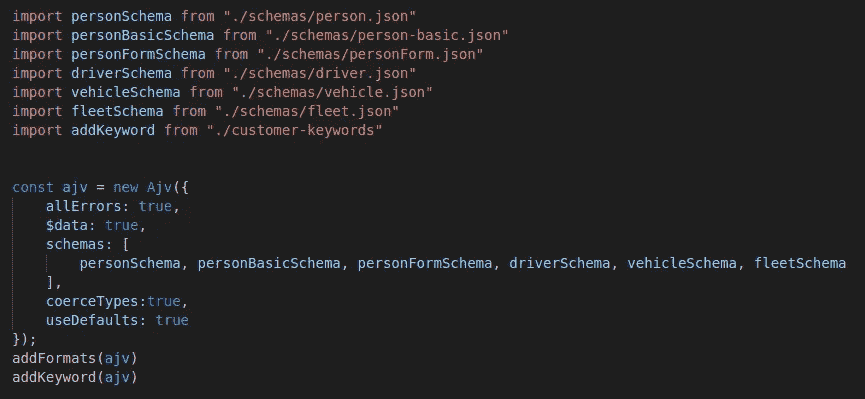 import personSchema from "./schemas/person.json"
import personBasicSchema from "./schemas/person-basic.json"
import personFormSchema from "./schemas/personForm.json"
import driverSchema from "./schemas/driver.json"
import vehicleSchema from "./schemas/vehicle.json"
import fleetSchema from "./schemas/fleet.json"
import addKeyword from "./customer-keywords"
const ajv = new Ajv({
allErrors: true,
$data: true,
schemas: [
personSchema, personBasicSchema, personFormSchema, driverSchema, vehicleSchema, fleetSchema
],
coerceTypes:true,
useDefaults: true
});
addFormats(ajv)
addKeyword(ajv)